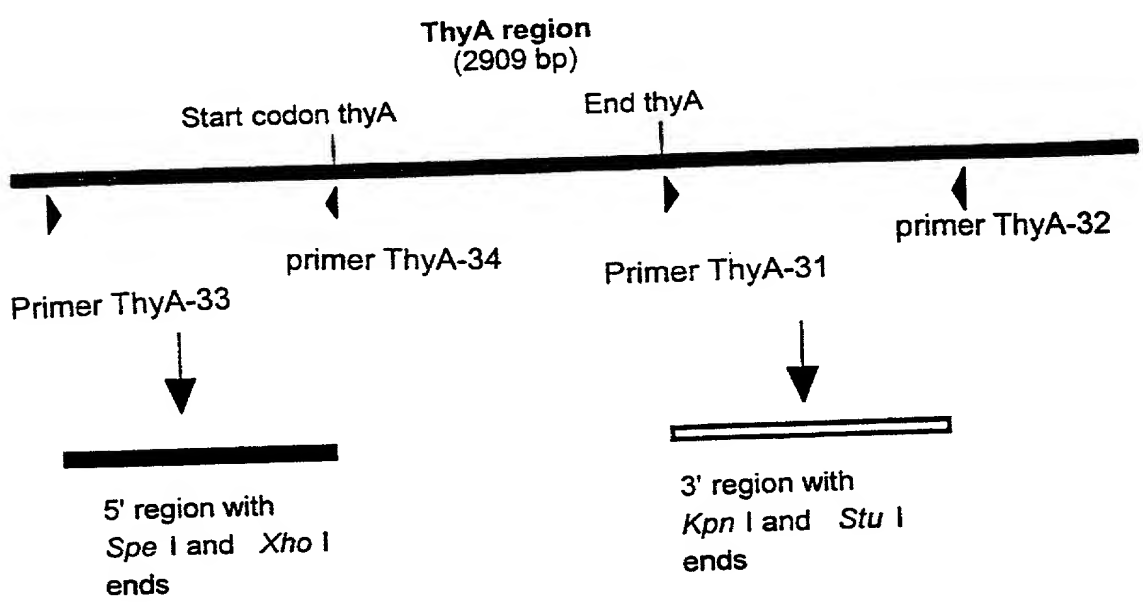 ThyA region
(2909 bp)
Start codon thyA
End thyA
primer ThyA-32
primer ThyA-34
Primer ThyA-31
Primer ThyA-33
5' region with
Spe I and Xho I
ends
3' region with
Kpn I and Stu I
ends